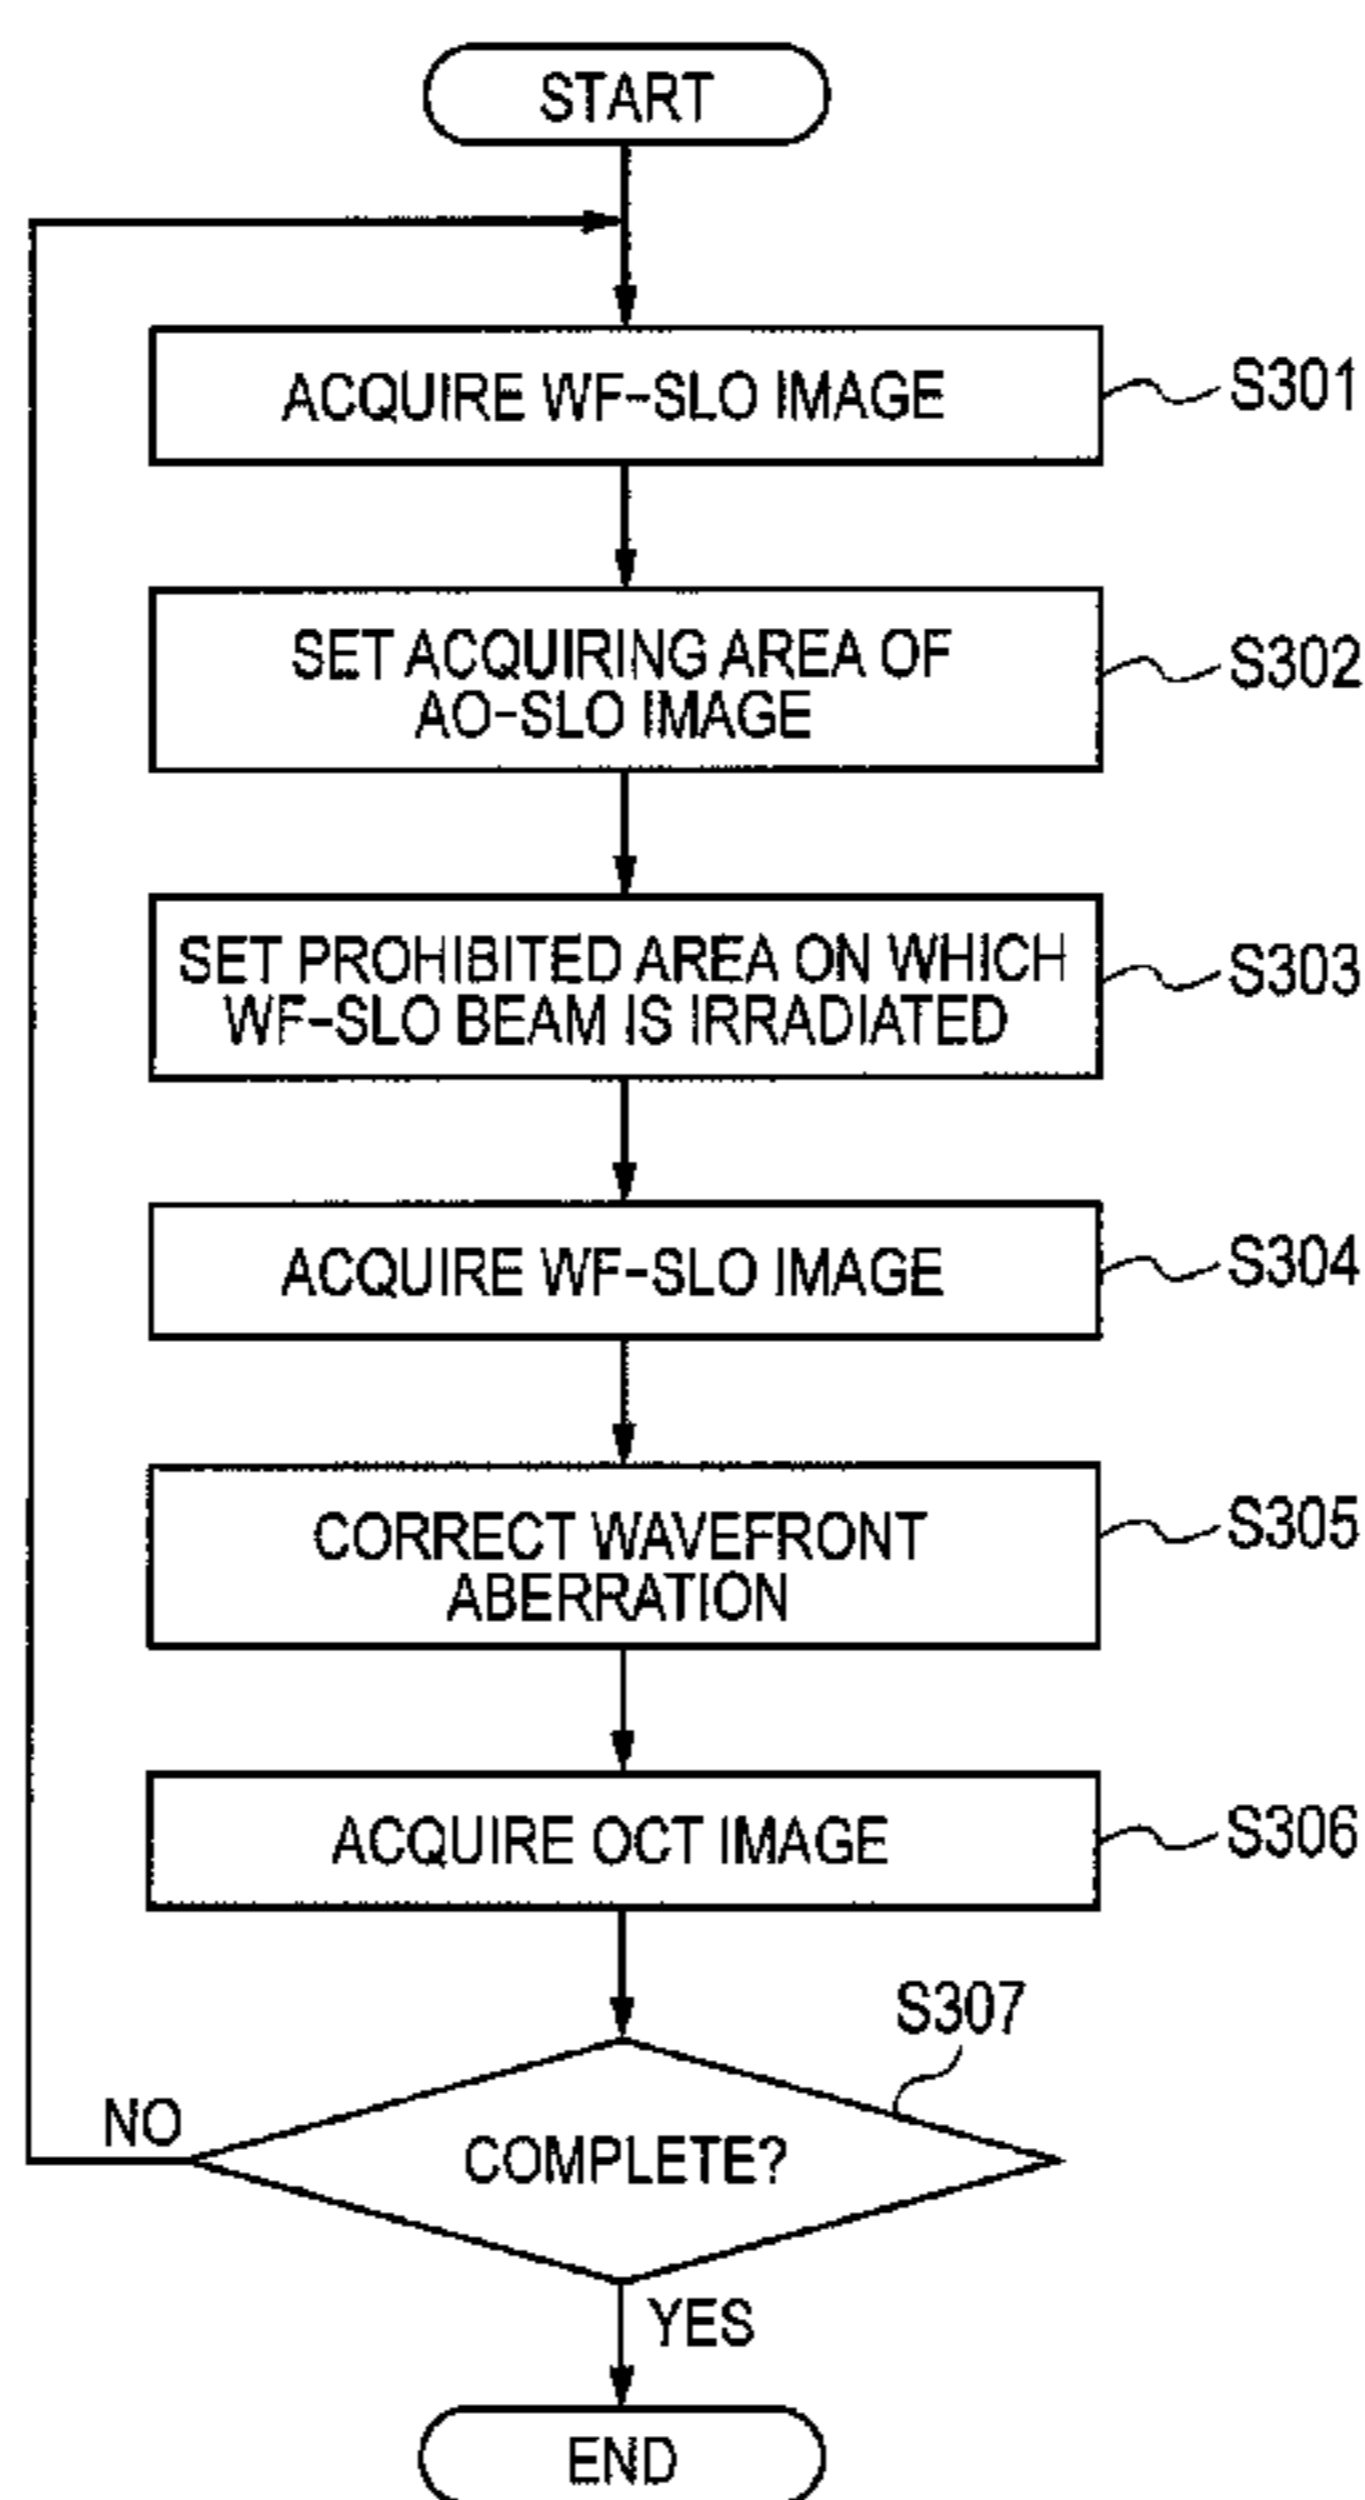 START
ACQUIRE WF-SLO IMAGE
S301
SET ACQUIRING AREA OF
AO-SLO IMAGE
S302
SET PROHIBITED AREA ON WHICH
WF-SLO BEAM IS IRRADIATED
S303
ACQUIRE WF-SLO IMAGE
S304
CORRECT WAVEFRONT
ABERRATION
S305
ACQUIRE OCT IMAGE
S306
S307
NO
COMPLETE?
YES
END